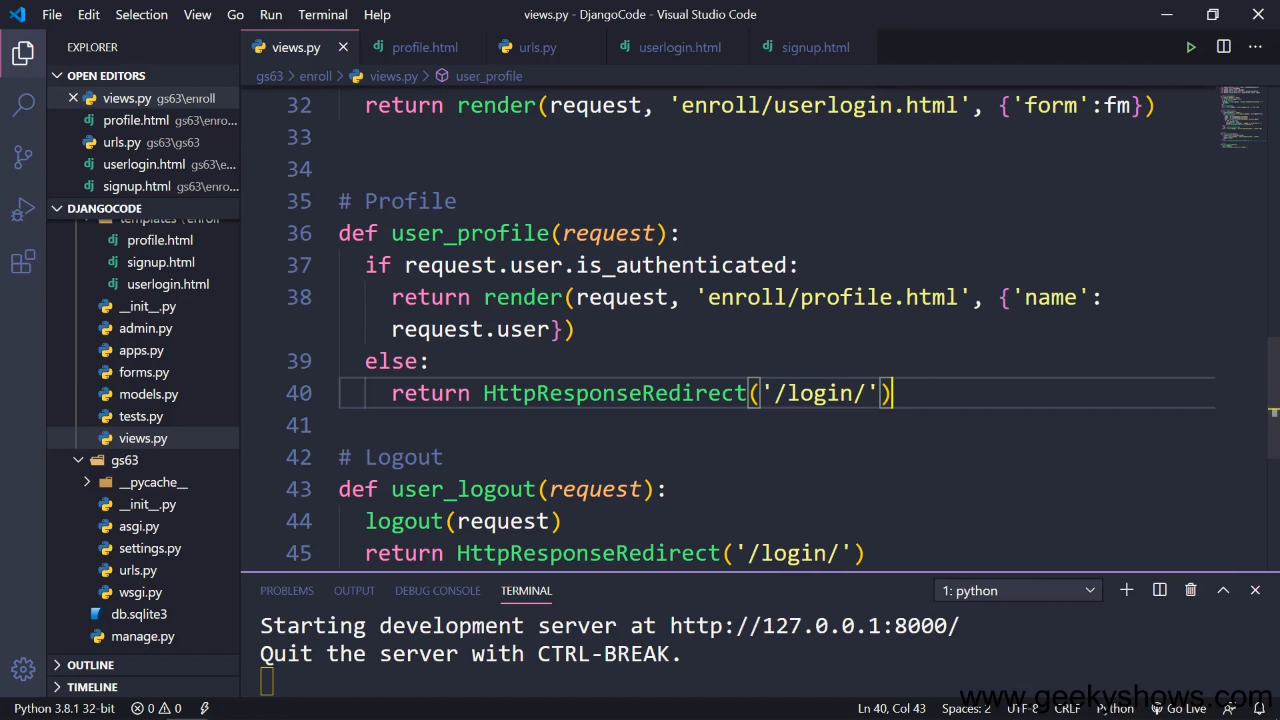 File Edit Selection View Go Run Terminal Help views.py - DjangoCode - Visual Studio Code
EXPLORER
OPEN EDITORS
views.py gs63\enroll
profile.html gs63\enro...
urls.py gs63\gs63
userlogin.html gs63\e...
signup.html gs63\enro...
DJANGOCODE
templates\enroll
profile.html
signup.html
userlogin.html
__init__.py
admin.py
apps.py
forms.py
models.py
tests.py
views.py
gs63
__pycache__
__init__.py
asgi.py
settings.py
urls.py
wsgi.py
db.sqlite3
manage.py
OUTLINE
TIMELINE
views.py profile.html urls.py userlogin.html signup.html
gs63 > enroll > views.py > user_profile
32 return render(request, 'enroll/userlogin.html', {'form':fm})
33
34
35 # Profile
36 def user_profile(request):
37 if request.user.is_authenticated:
38 return render(request, 'enroll/profile.html', {'name':
request.user})
39 else:
40 return HttpResponseRedirect('/login/')
41
42 # Logout
43 def user_logout(request):
44 logout(request)
45 return HttpResponseRedirect('/login/')
PROBLEMS OUTPUT DEBUG CONSOLE TERMINAL 1: python
Starting development server at http://127.0.0.1:8000/
Quit the server with CTRL-BREAK.
www.geekyshows.com
Python 3.8.1 32-bit 0 0 Ln 40, Col 43 Spaces: 2 UTF-8 CRLF Python Go Live